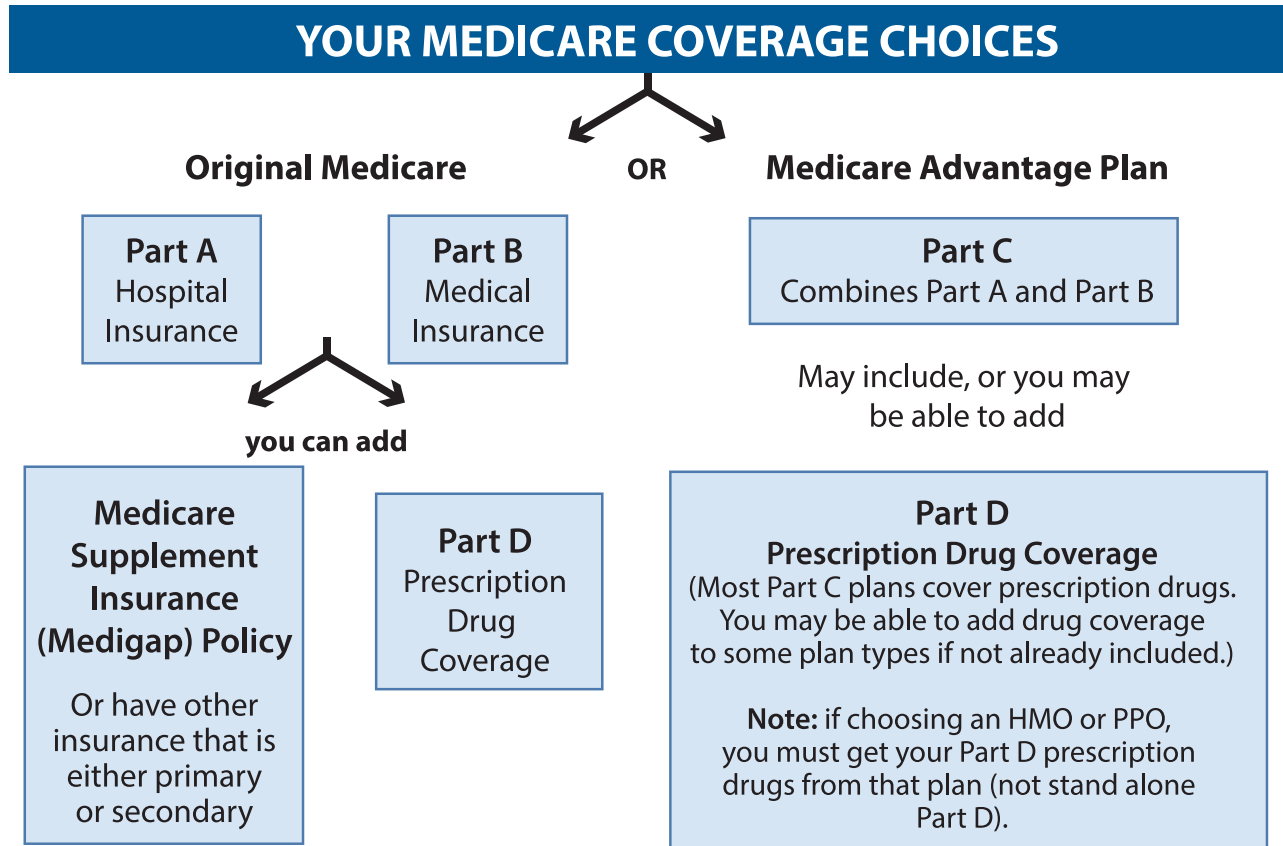 YOUR MEDICARE COVERAGE CHOICES
Original Medicare
OR
Medicare Advantage Plan
Part A
Hospital
Insurance
Part B
Medical
Insurance
Part C
Combines Part A and Part B
you can add
May include, or you may
be able to add
Medicare
Supplement
Insurance
(Medigap) Policy
Or have other
insurance that is
either primary
or secondary
Part D
Prescription
Drug
Coverage
Part D
Prescription Drug Coverage
(Most Part C plans cover prescription drugs.
You may be able to add drug coverage
to some plan types if not already included.)
Note: if choosing an HMO or PPO,
you must get your Part D prescription
drugs from that plan (not stand alone
Part D).